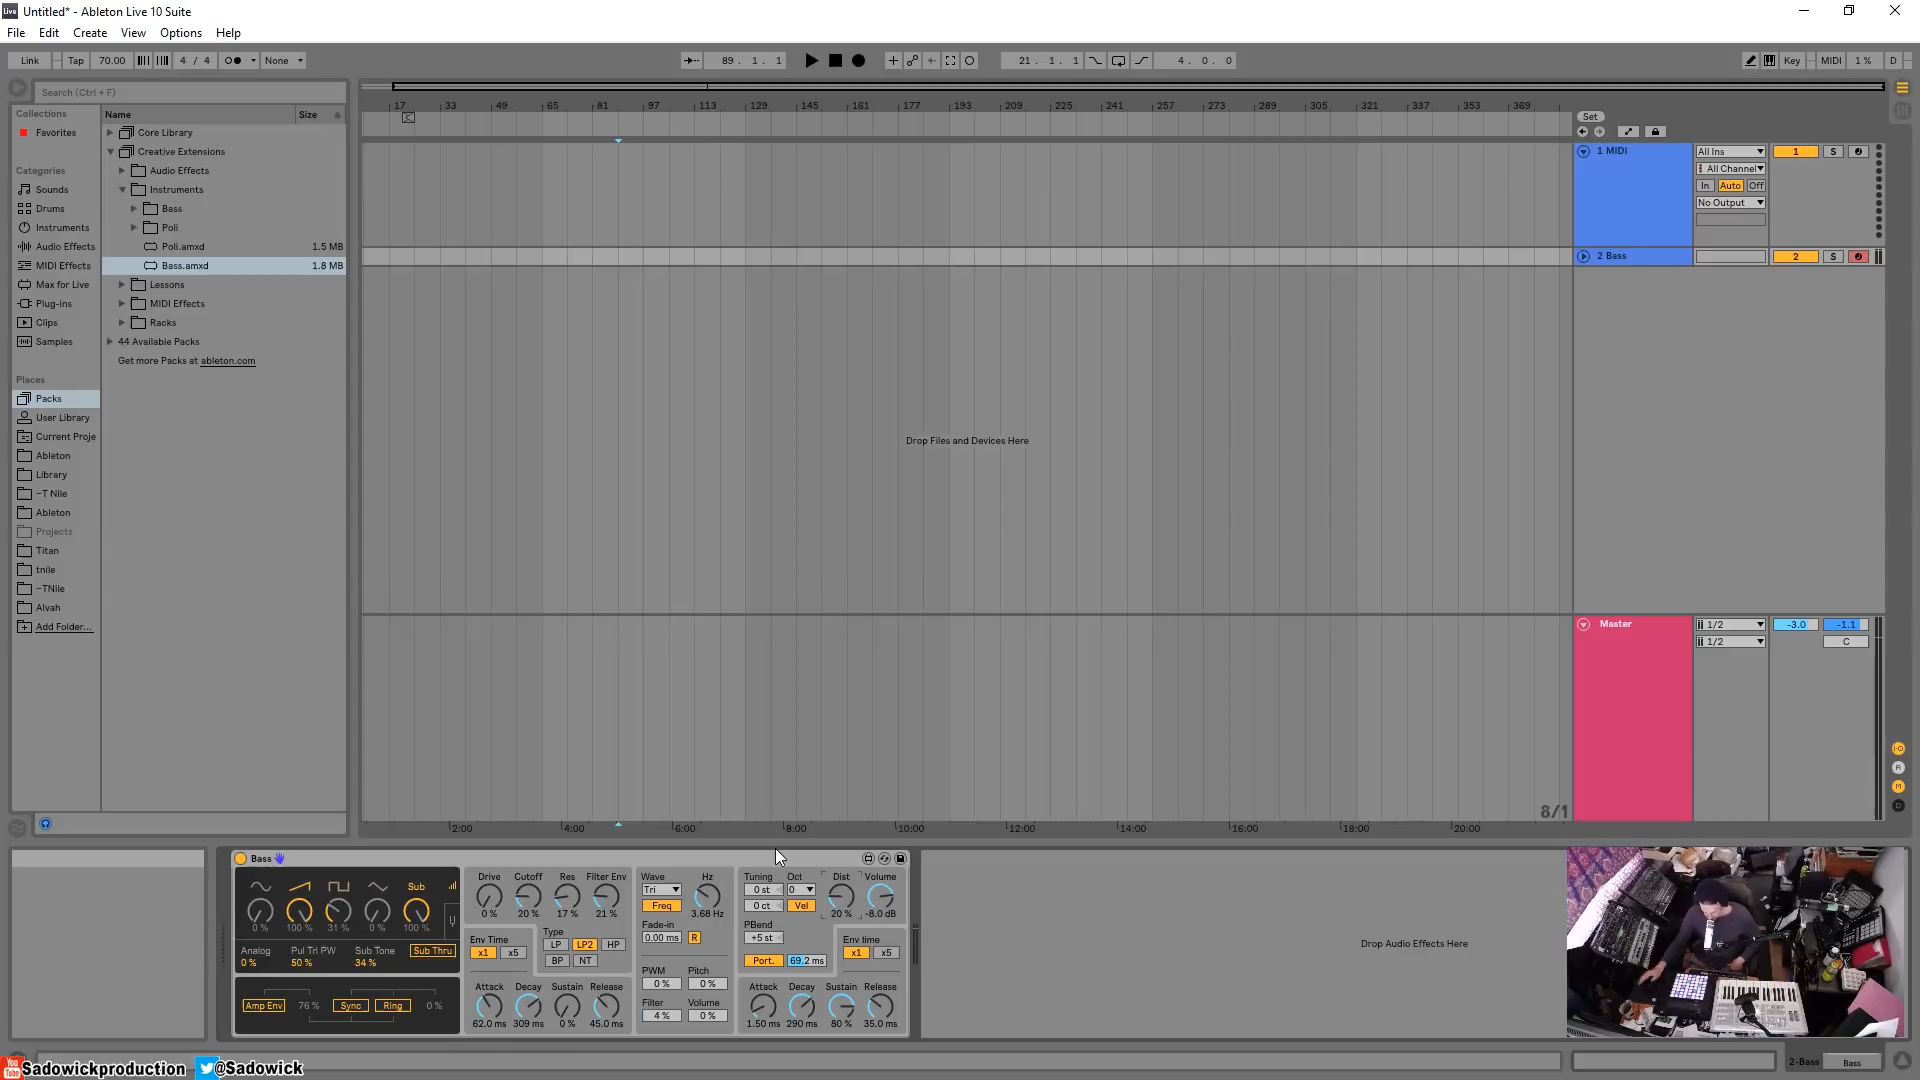 Untitled* - Ableton Live 10 Suite
File Edit Create View Options Help
Link Tap 70.00 4 / 4 None 89. 1. 1 21. 1. 1 4. 0. 0 Key MIDI 1 % D
Search (Ctrl + F)
Collections
Favorites
Categories
Sounds
Drums
Instruments
Audio Effects
MIDI Effects
Max for Live
Plug-ins
Clips
Samples
Places
Packs
User Library
Current Proje
Ableton
Library
~T Nile
Ableton
Projects
Titan
tnile
~TNile
Alvah
Add Folder...
Name Size
Core Library
Creative Extensions
Audio Effects
Instruments
Bass
Poli
Poli.amxd 1.5 MB
Bass.amxd 1.8 MB
Lessons
MIDI Effects
Racks
44 Available Packs
Get more Packs at ableton.com
17 33 49 65 81 97 113 129 145 161 177 193 209 225 241 257 273 289 305 321 337 353 369
Set
1 MIDI All Ins 1 S
All Channel
In Auto Off
No Output
2 Bass 2 S
Drop Files and Devices Here
Master 1/2 -3.0 -1.1
1/2 C
8/1
2:00 4:00 6:00 8:00 10:00 12:00 14:00 16:00 18:00 20:00
I·O
R
M
D
Bass
Sub
0 % 100 % 31 % 0 % 100 %
Analog Pul Tri PW Sub Tone Sub Thru
0 % 50 % 34 %
Amp Env 76 % Sync Ring 0 %
Drive Cutoff Res Filter Env
0 % 20 % 17 % 21 %
Env Time Type
x1 x5 LP LP2 HP
BP NT
Attack Decay Sustain Release
62.0 ms 309 ms 0 % 45.0 ms
Wave Hz
Tri
Freq 3.68 Hz
Fade-in
0.00 ms R
PWM Pitch
0 % 0 %
Filter Volume
4 % 0 %
Tuning Oct Dist Volume
0 st 0
0 ct Vel 20 % -8.0 dB
PBend
+5 st
Port. 69.2 ms
Env time
x1 x5
Attack Decay Sustain Release
1.50 ms 290 ms 80 % 35.0 ms
Drop Audio Effects Here
You Tube Sadowickproduction @Sadowick
2-Bass Bass